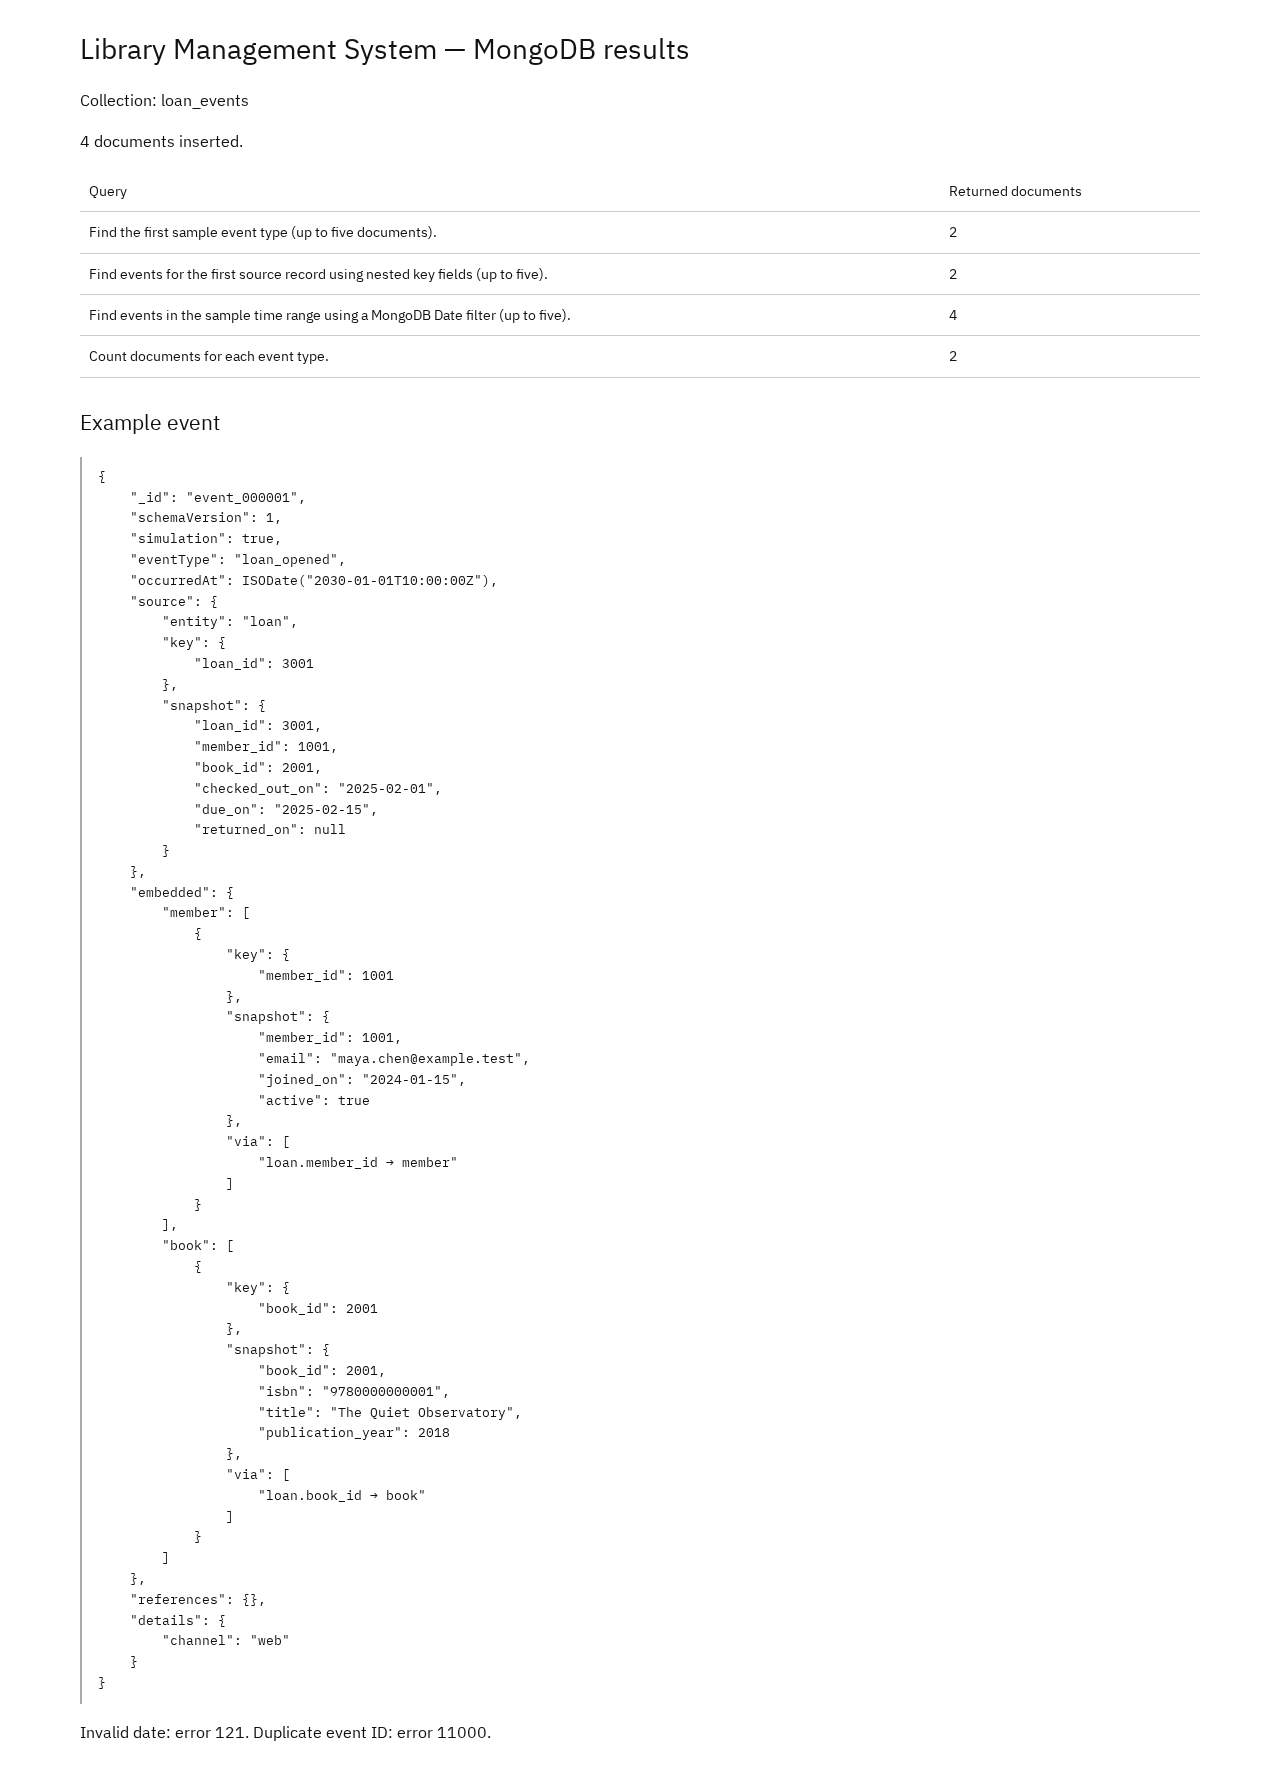 Library Management System — MongoDB results
Collection: loan_events
4 documents inserted.
Query Returned documents
Find the first sample event type (up to five documents). 2
Find events for the first source record using nested key fields (up to five). 2
Find events in the sample time range using a MongoDB Date filter (up to five). 4
Count documents for each event type. 2
Example event
{
    "_id": "event_000001",
    "schemaVersion": 1,
    "simulation": true,
    "eventType": "loan_opened",
    "occurredAt": ISODate("2030-01-01T10:00:00Z"),
    "source": {
        "entity": "loan",
        "key": {
            "loan_id": 3001
        },
        "snapshot": {
            "loan_id": 3001,
            "member_id": 1001,
            "book_id": 2001,
            "checked_out_on": "2025-02-01",
            "due_on": "2025-02-15",
            "returned_on": null
        }
    },
    "embedded": {
        "member": [
            {
                "key": {
                    "member_id": 1001
                },
                "snapshot": {
                    "member_id": 1001,
                    "email": "maya.chen@example.test",
                    "joined_on": "2024-01-15",
                    "active": true
                },
                "via": [
                    "loan.member_id → member"
                ]
            }
        ],
        "book": [
            {
                "key": {
                    "book_id": 2001
                },
                "snapshot": {
                    "book_id": 2001,
                    "isbn": "9780000000001",
                    "title": "The Quiet Observatory",
                    "publication_year": 2018
                },
                "via": [
                    "loan.book_id → book"
                ]
            }
        ]
    },
    "references": {},
    "details": {
        "channel": "web"
    }
}
Invalid date: error 121. Duplicate event ID: error 11000.